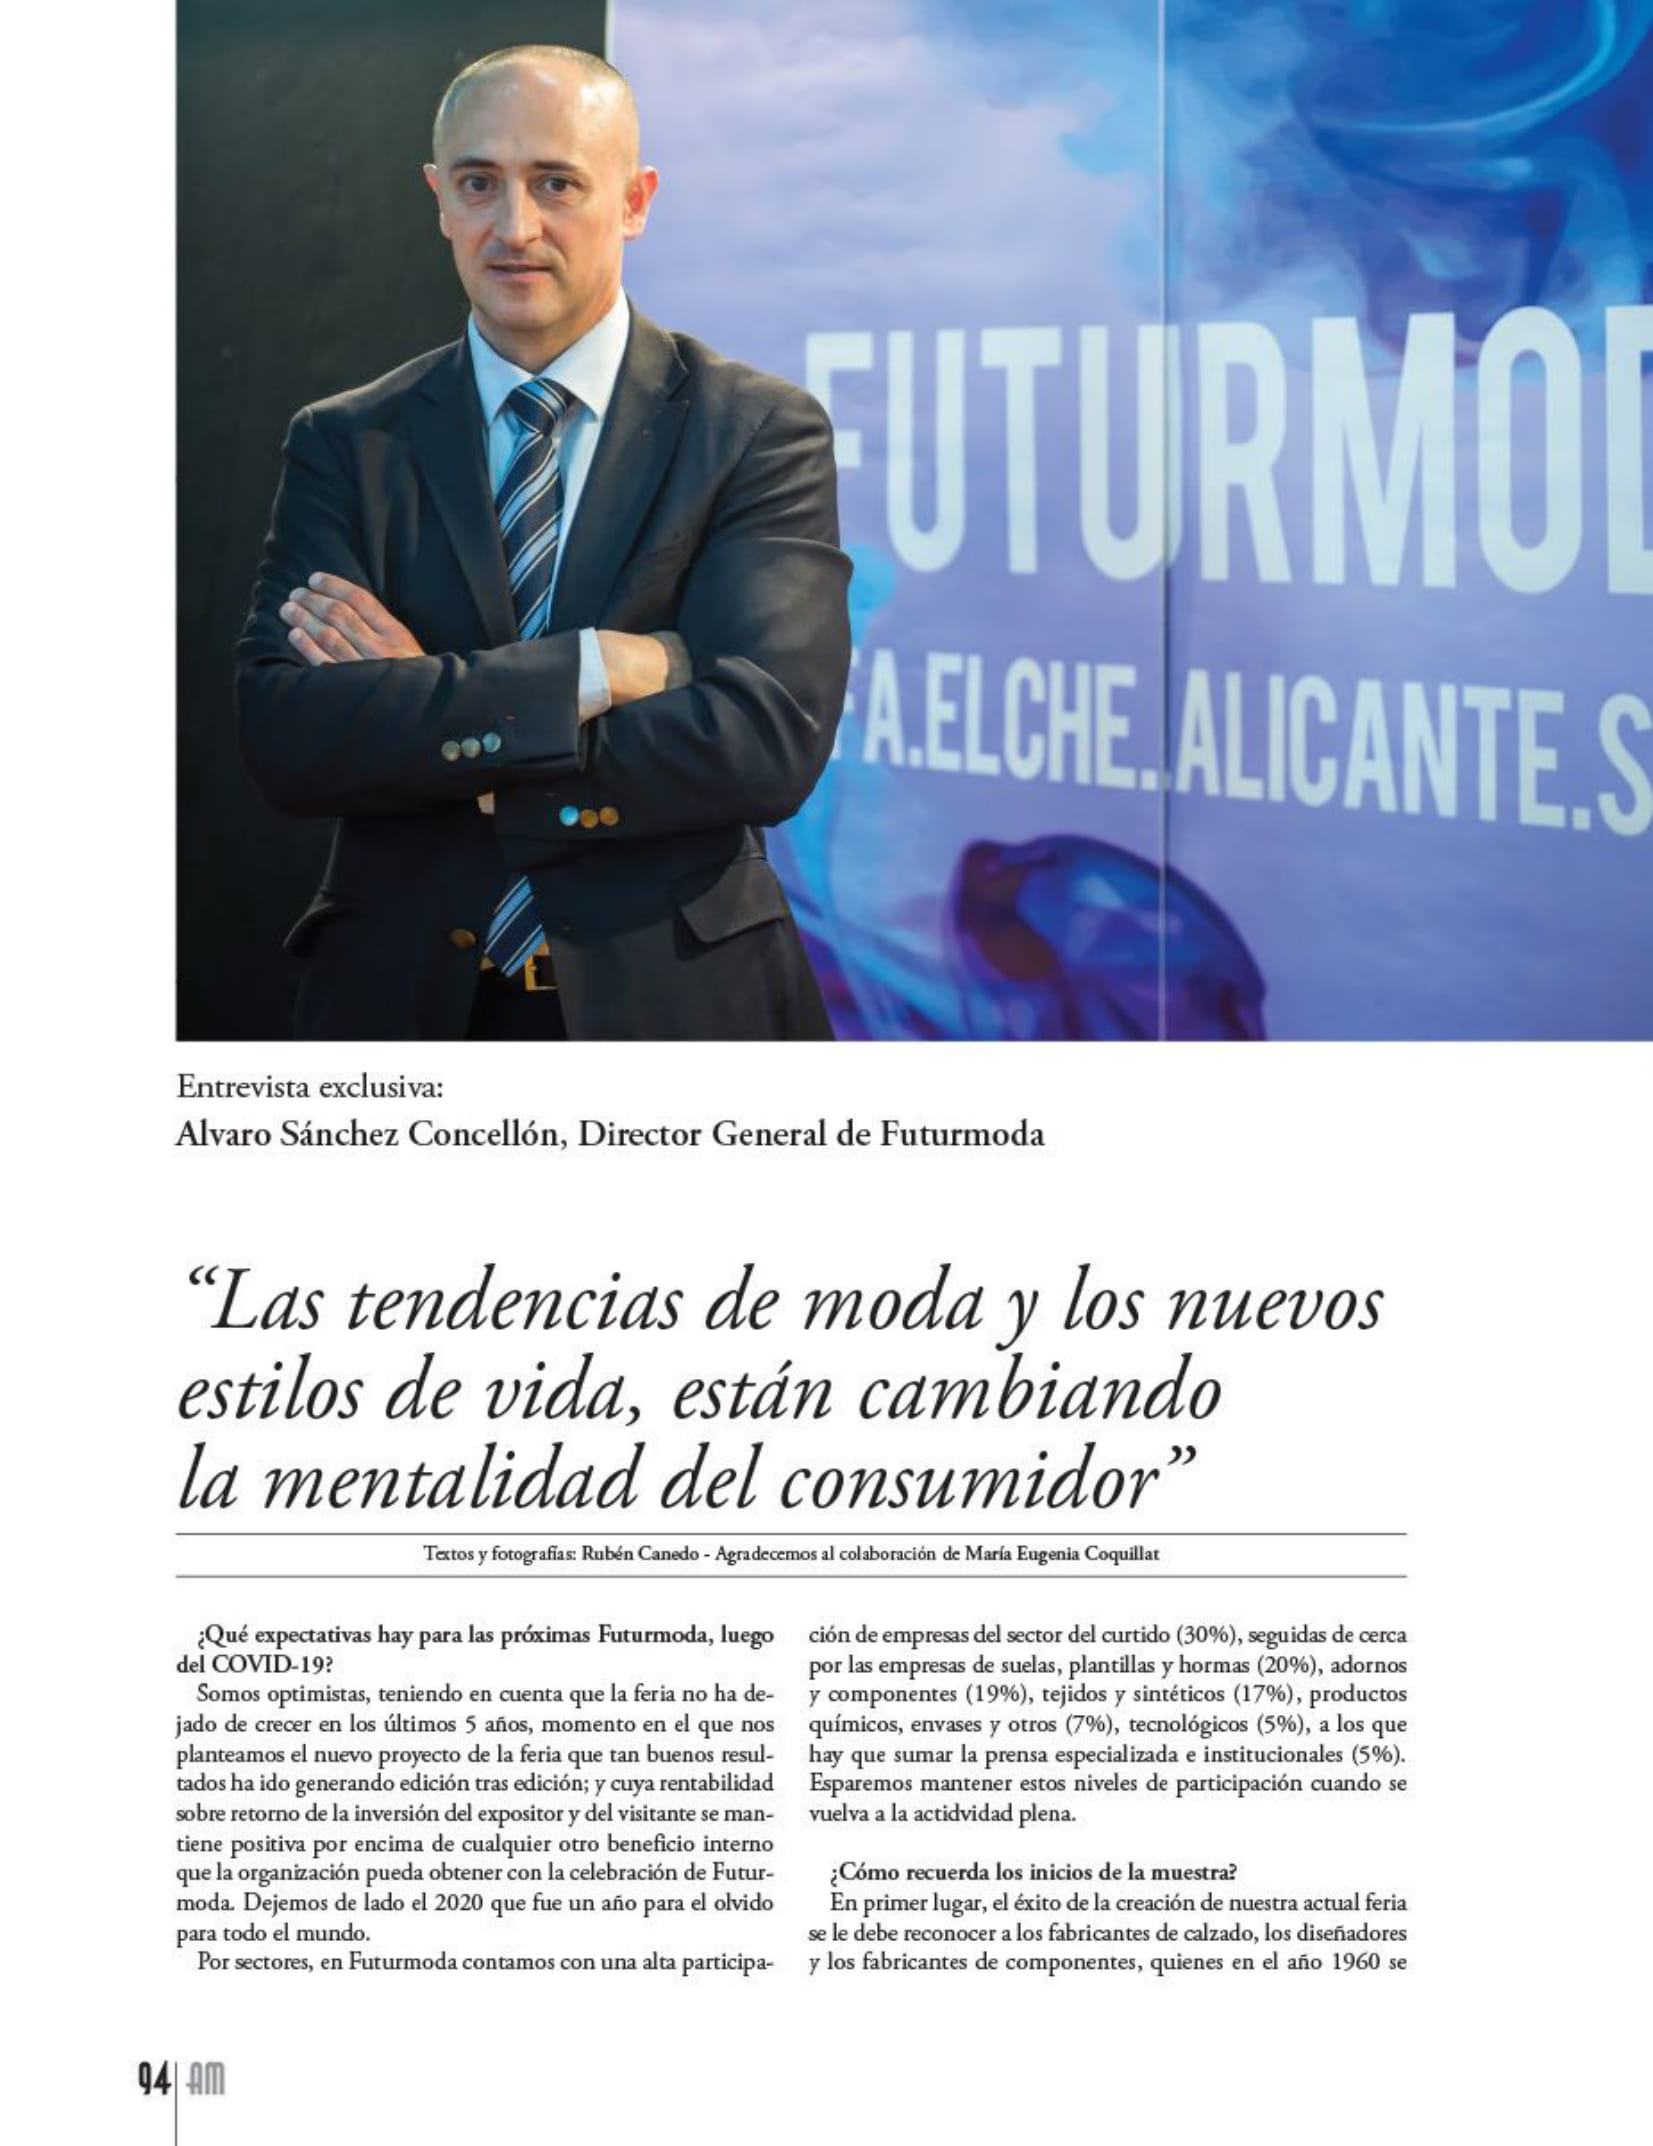 FUTURMOD
FA.ELCHE.ALICANTE.S
Entrevista exclusiva:
Alvaro Sánchez Concellón, Director General de Futurmoda
“Las tendencias de moda y los nuevos
estilos de vida, están cambiando
la mentalidad del consumidor”
Textos y fotografías: Rubén Canedo - Agradecemos al colaboración de María Eugenia Coquillat
¿Qué expectativas hay para las próximas Futurmoda, luego
del COVID-19?
Somos optimistas, teniendo en cuenta que la feria no ha de-
jado de crecer en los últimos 5 años, momento en el que nos
planteamos el nuevo proyecto de la feria que tan buenos resul-
tados ha ido generando edición tras edición; y cuya rentabilidad
sobre retorno de la inversión del expositor y del visitante se man-
tiene positiva por encima de cualquier otro beneficio interno
que la organización pueda obtener con la celebración de Futur-
moda. Dejemos de lado el 2020 que fue un año para el olvido
para todo el mundo.
Por sectores, en Futurmoda contamos con una alta participa-
ción de empresas del sector del curtido (30%), seguidas de cerca
por las empresas de suelas, plantillas y hormas (20%), adornos
y componentes (19%), tejidos y sintéticos (17%), productos
químicos, envases y otros (7%), tecnológicos (5%), a los que
hay que sumar la prensa especializada e institucionales (5%).
Esparemos mantener estos niveles de participación cuando se
vuelva a la actidvidad plena.
¿Cómo recuerda los inicios de la muestra?
En primer lugar, el éxito de la creación de nuestra actual feria
se le debe reconocer a los fabricantes de calzado, los diseñadores
y los fabricantes de componentes, quienes en el año 1960 se
94 AM